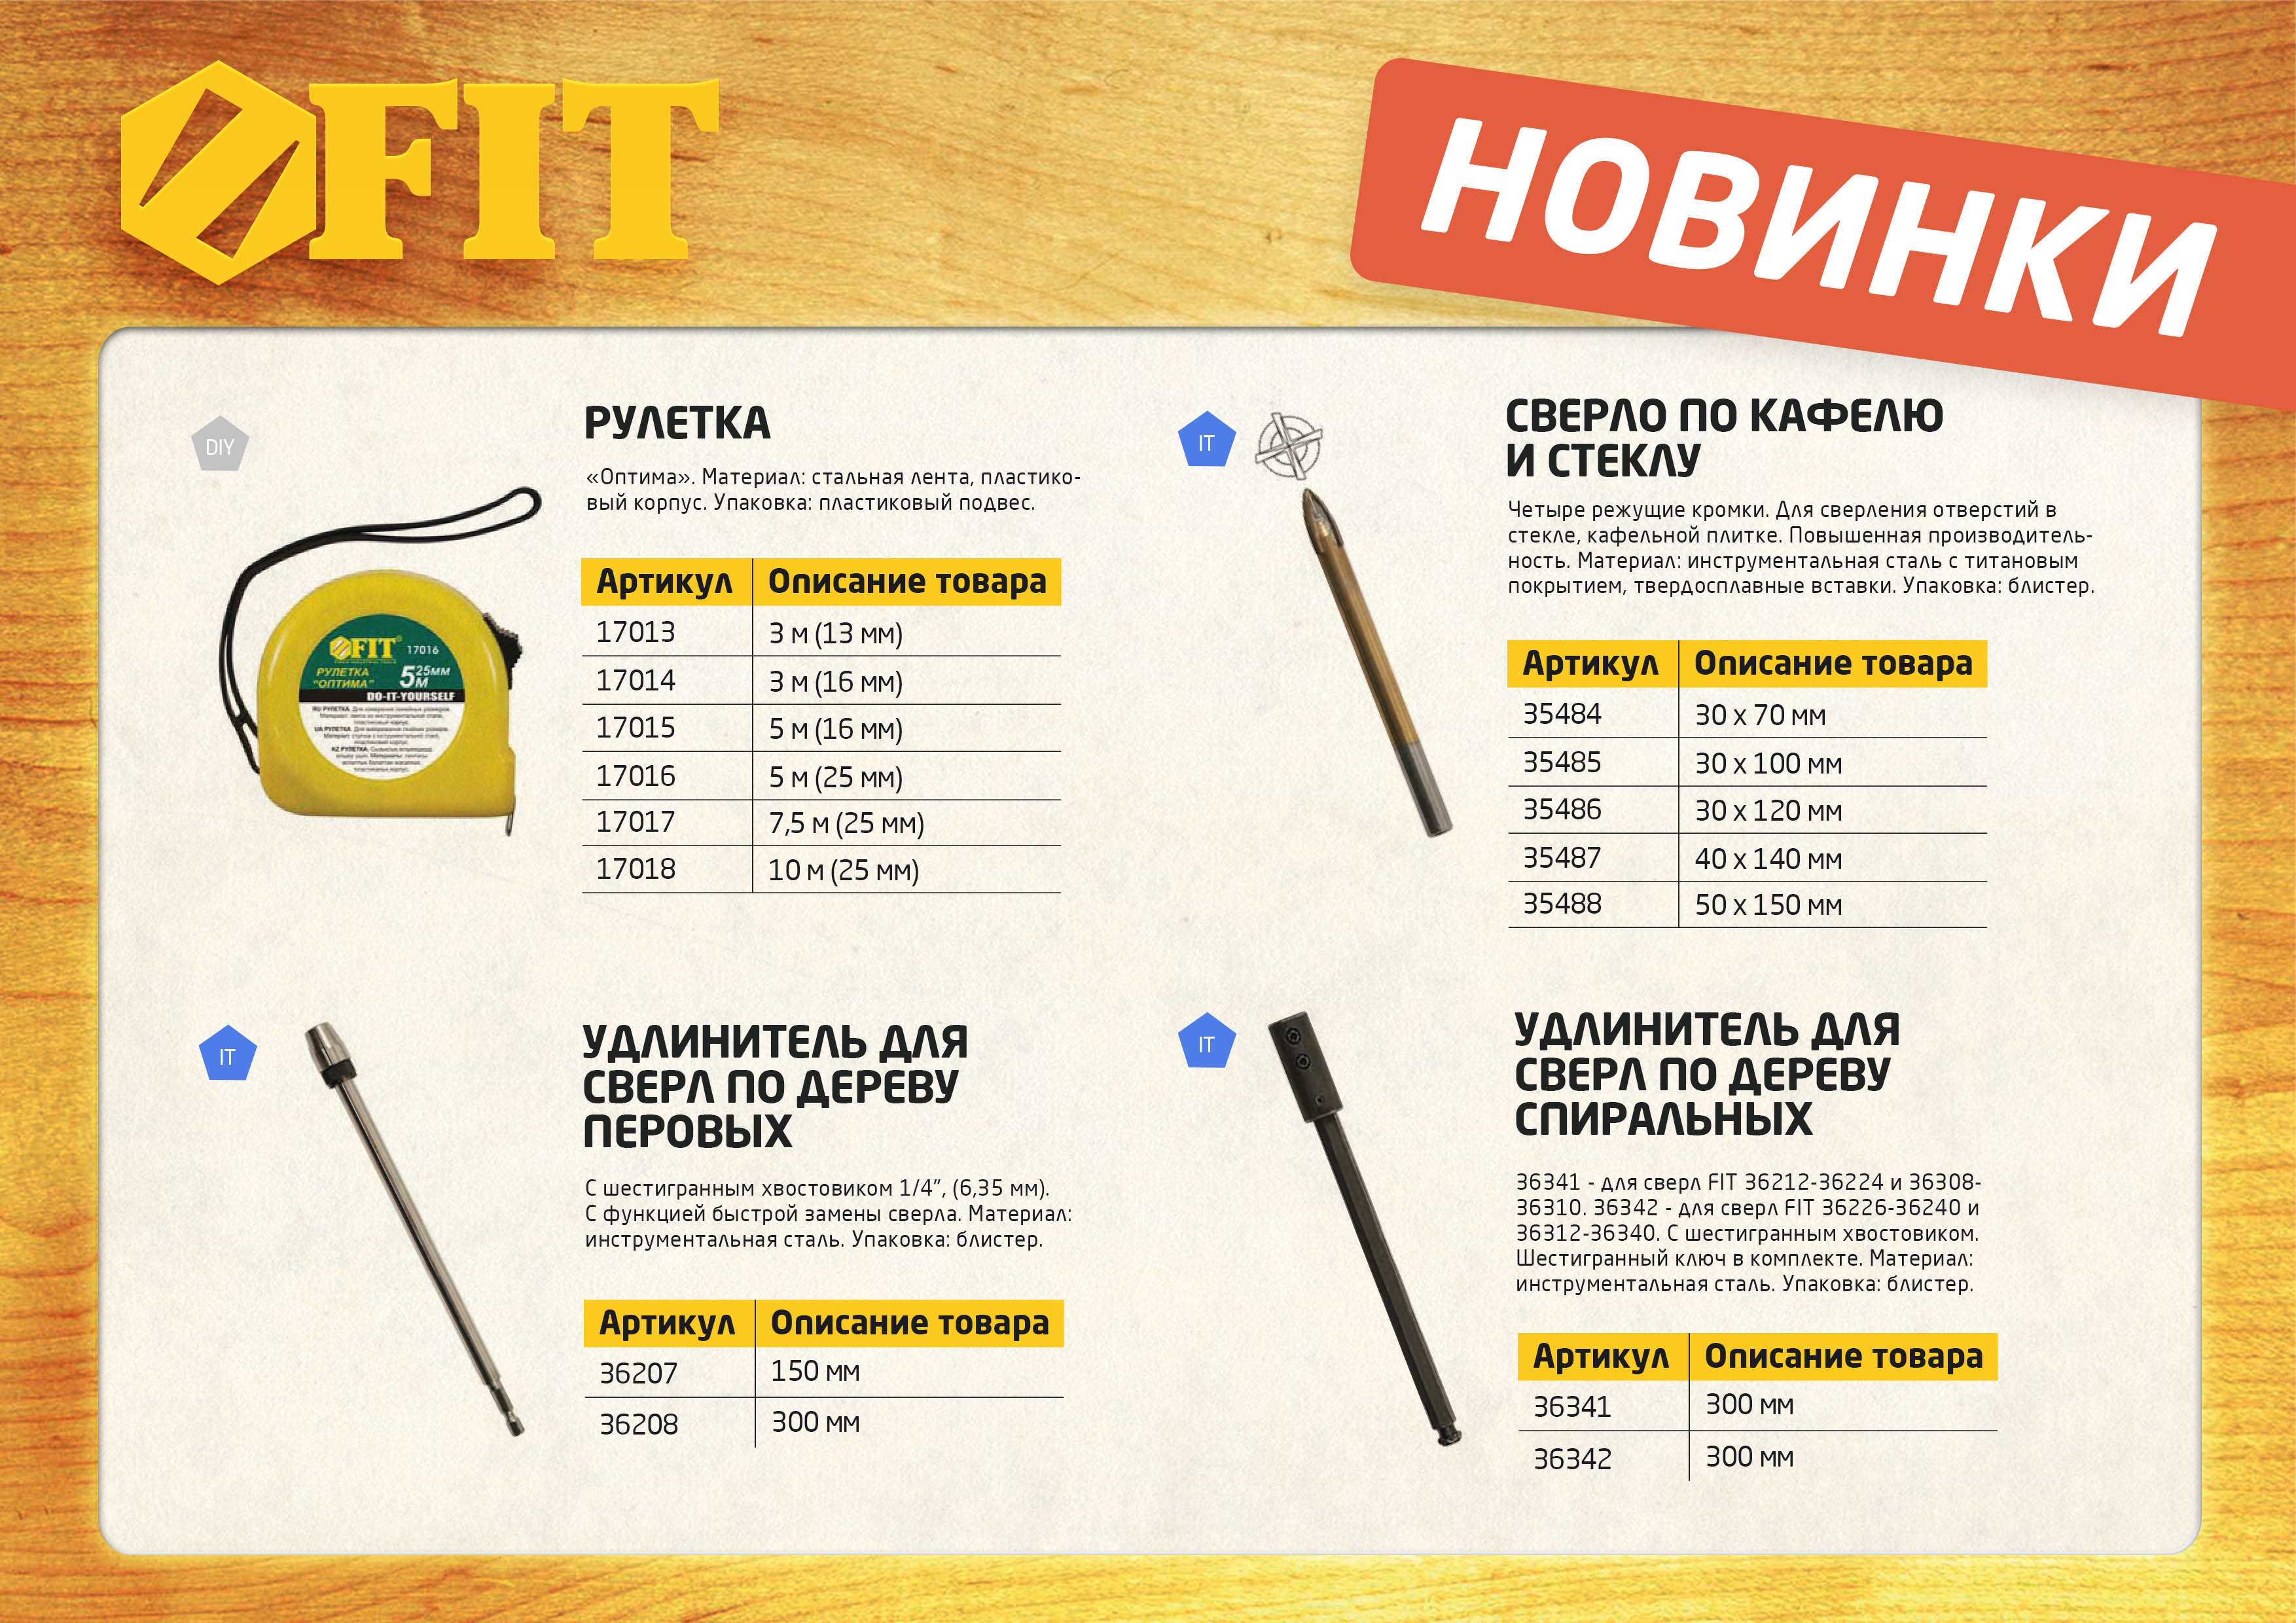 FIT
НОВИНКИ
DIY
РУЛЕТКА
«Оптима». Материал: стальная лента, пластико-
вый корпус. Упаковка: пластиковый подвес.
Артикул Описание товара
17013 3 м (13 мм)
17014 3 м (16 мм)
17015 5 м (16 мм)
17016 5 м (25 мм)
17017 7,5 м (25 мм)
17018 10 м (25 мм)
FIT® 17016
РУЛЕТКА 5М 25ММ
"ОПТИМА"
DO-IT-YOURSELF
IT
СВЕРЛО ПО КАФЕЛЮ
И СТЕКЛУ
Четыре режущие кромки. Для сверления отверстий в
стекле, кафельной плитке. Повышенная производитель-
ность. Материал: инструментальная сталь с титановым
покрытием, твердосплавные вставки. Упаковка: блистер.
Артикул Описание товара
35484 30 х 70 мм
35485 30 х 100 мм
35486 30 х 120 мм
35487 40 х 140 мм
35488 50 х 150 мм
IT
УДЛИНИТЕЛЬ ДЛЯ
СВЕРЛ ПО ДЕРЕВУ
ПЕРОВЫХ
С шестигранным хвостовиком 1/4”, (6,35 мм).
С функцией быстрой замены сверла. Материал:
инструментальная сталь. Упаковка: блистер.
Артикул Описание товара
36207 150 мм
36208 300 мм
IT
УДЛИНИТЕЛЬ ДЛЯ
СВЕРЛ ПО ДЕРЕВУ
СПИРАЛЬНЫХ
36341 - для сверл FIT 36212-36224 и 36308-
36310. 36342 - для сверл FIT 36226-36240 и
36312-36340. С шестигранным хвостовиком.
Шестигранный ключ в комплекте. Материал:
инструментальная сталь. Упаковка: блистер.
Артикул Описание товара
36341 300 мм
36342 300 мм